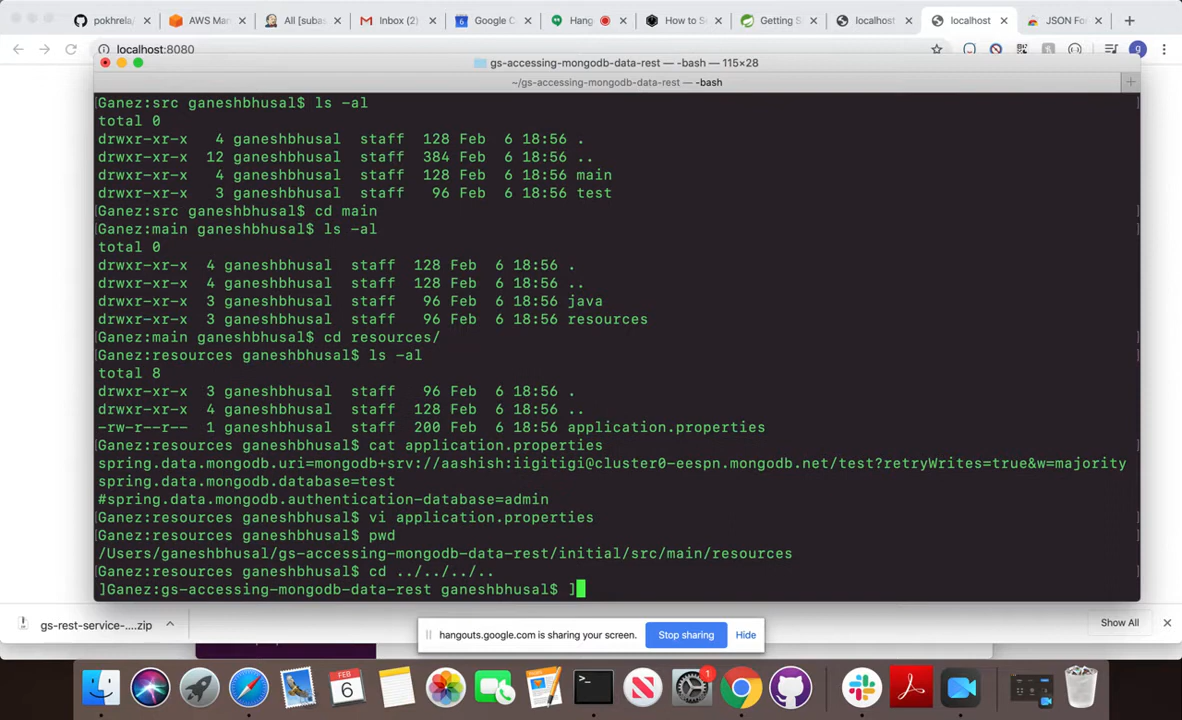 pokhrela/
AWS Man
All [subas
Inbox (2)
Google C
Hang
How to Sc
Getting S
localhost:
localhost
JSON For
localhost:8080
gs-accessing-mongodb-data-rest — -bash — 115×28
~/gs-accessing-mongodb-data-rest — -bash
[Ganez:src ganeshbhusal$ ls -al
total 0
drwxr-xr-x 4 ganeshbhusal staff 128 Feb 6 18:56 .
drwxr-xr-x 12 ganeshbhusal staff 384 Feb 6 18:56 ..
drwxr-xr-x 4 ganeshbhusal staff 128 Feb 6 18:56 main
drwxr-xr-x 3 ganeshbhusal staff 96 Feb 6 18:56 test
[Ganez:src ganeshbhusal$ cd main ]
[Ganez:main ganeshbhusal$ ls -al ]
total 0
drwxr-xr-x 4 ganeshbhusal staff 128 Feb 6 18:56 .
drwxr-xr-x 4 ganeshbhusal staff 128 Feb 6 18:56 ..
drwxr-xr-x 3 ganeshbhusal staff 96 Feb 6 18:56 java
drwxr-xr-x 3 ganeshbhusal staff 96 Feb 6 18:56 resources
[Ganez:main ganeshbhusal$ cd resources/ ]
[Ganez:resources ganeshbhusal$ ls -al ]
total 8
drwxr-xr-x 3 ganeshbhusal staff 96 Feb 6 18:56 .
drwxr-xr-x 4 ganeshbhusal staff 128 Feb 6 18:56 ..
-rw-r--r-- 1 ganeshbhusal staff 200 Feb 6 18:56 application.properties
[Ganez:resources ganeshbhusal$ cat application.properties ]
spring.data.mongodb.uri=mongodb+srv://aashish:iigitigi@cluster0-eespn.mongodb.net/test?retryWrites=true&w=majority
spring.data.mongodb.database=test
#spring.data.mongodb.authentication-database=admin
[Ganez:resources ganeshbhusal$ vi application.properties ]
[Ganez:resources ganeshbhusal$ pwd ]
/Users/ganeshbhusal/gs-accessing-mongodb-data-rest/initial/src/main/resources
[Ganez:resources ganeshbhusal$ cd ../../../.. ]
]Ganez:gs-accessing-mongodb-data-rest ganeshbhusal$ ]
gs-rest-service-....zip
Show All
hangouts.google.com is sharing your screen.
Stop sharing
Hide
FEB
6
1